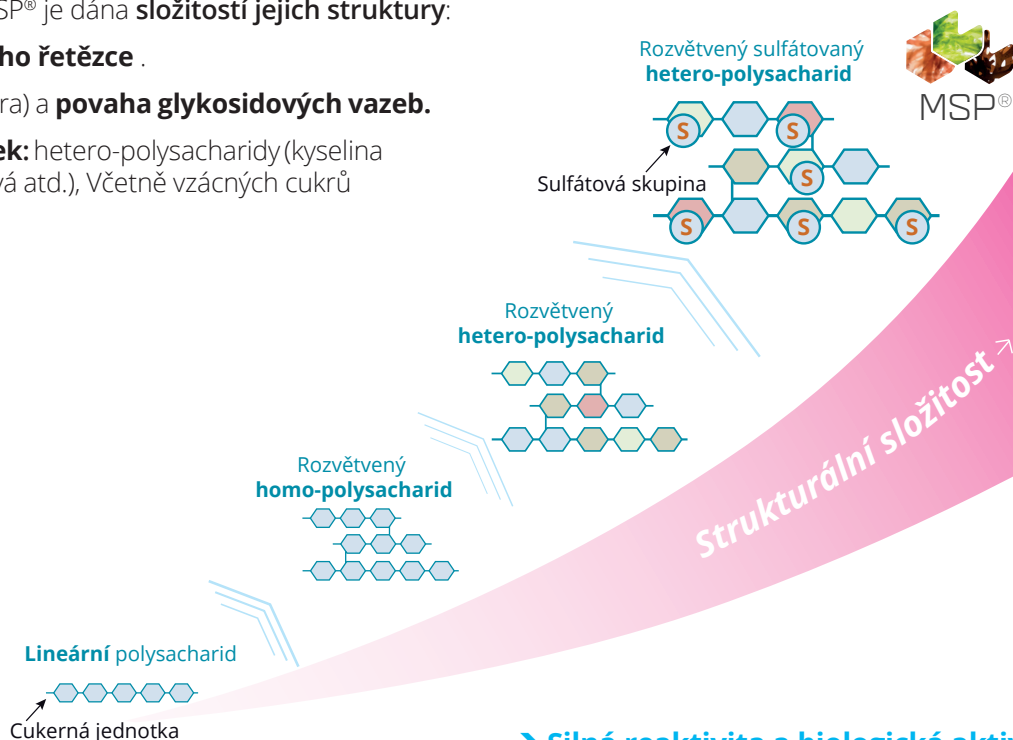 SP® je dána složitostí jejich struktury:
ho řetězce .
ra) a povaha glykosidových vazeb.
ek: hetero-polysacharidy (kyselina
vá atd.), Včetně vzácných cukrů
Rozvětvený sulfátovaný
hetero-polysacharid
MSP®
S
S
S
S
S
S
Sulfátová skupina
Rozvětvený
hetero-polysacharid
Strukturální složitost
Rozvětvený
homo-polysacharid
Lineární polysacharid
Cukerná jednotka